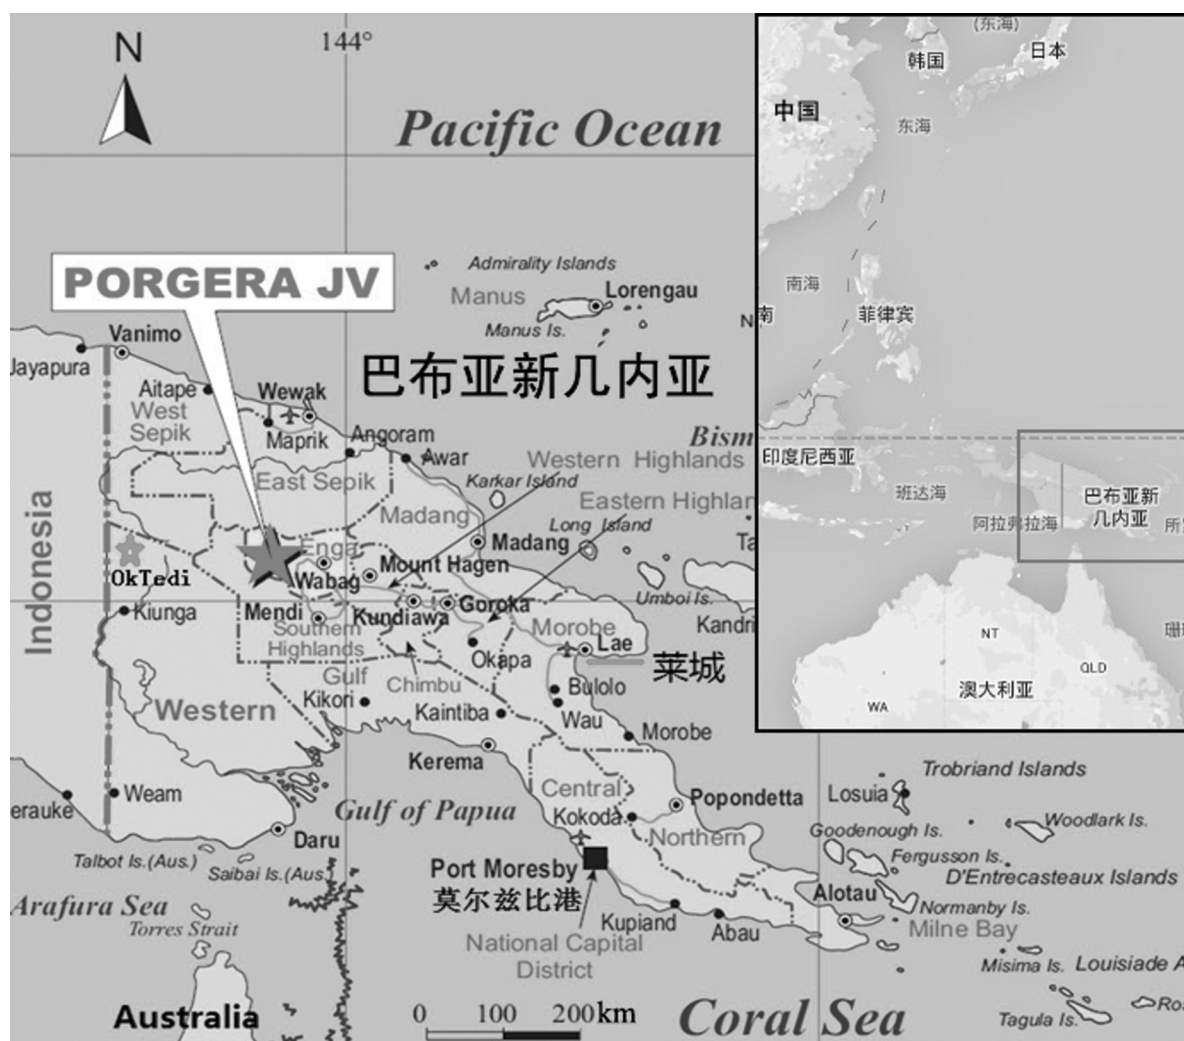 N
144°
Pacific Ocean
PORGERA JV
Admirality Islands
Manus
Lorengau
Manus Is.
Vanimo
Jayapura
巴布亚新几内亚
Aitape
Wewak
West
Sepik
Maprik
Angoram
Awar
Bism
Western Highlands
East Sepik
Karkar Island
Eastern Highlan
Madang
Long Island
Indonesia
Enga
Madang
Ta
OkTedi
Wabag
Mount Hagen
Umboi Is.
Kiunga
Mendi
Kundiawa
Goroka
Kandri
Southern
Highlands
Morobe
Lae
Okapa
莱城
Gulf
Chimbu
Bulolo
Western
Kikori
Kaintiba
Wau
Morobe
Kerema
Central
Weam
erauke
Gulf of Papua
Kokoda
Popondetta
Northern
Daru
Talbot Is.(Aus.)
Saibai Is.(Aus.
Port Moresby
莫尔兹比港
Arafura Sea
Torres Strait
Kupiand
Abau
National Capital
District
Australia
0 100 200km
Coral Sea
Trobriand Islands
Losuia
Woodlark Is.
Goodenough Is.
Fergusson Is.
D'Entrecasteaux Islands
Alotau
Normanby Is.
Milne Bay
Misima Is.
Louisiade A
Tagula Is.
Ros
(东海)
韩国
日本
中国
东海
南海
南
N
菲律宾
印度尼西亚
班达海
阿拉弗拉海
巴布亚新
几内亚
所
NT
QLD
澳大利亚
WA
珊